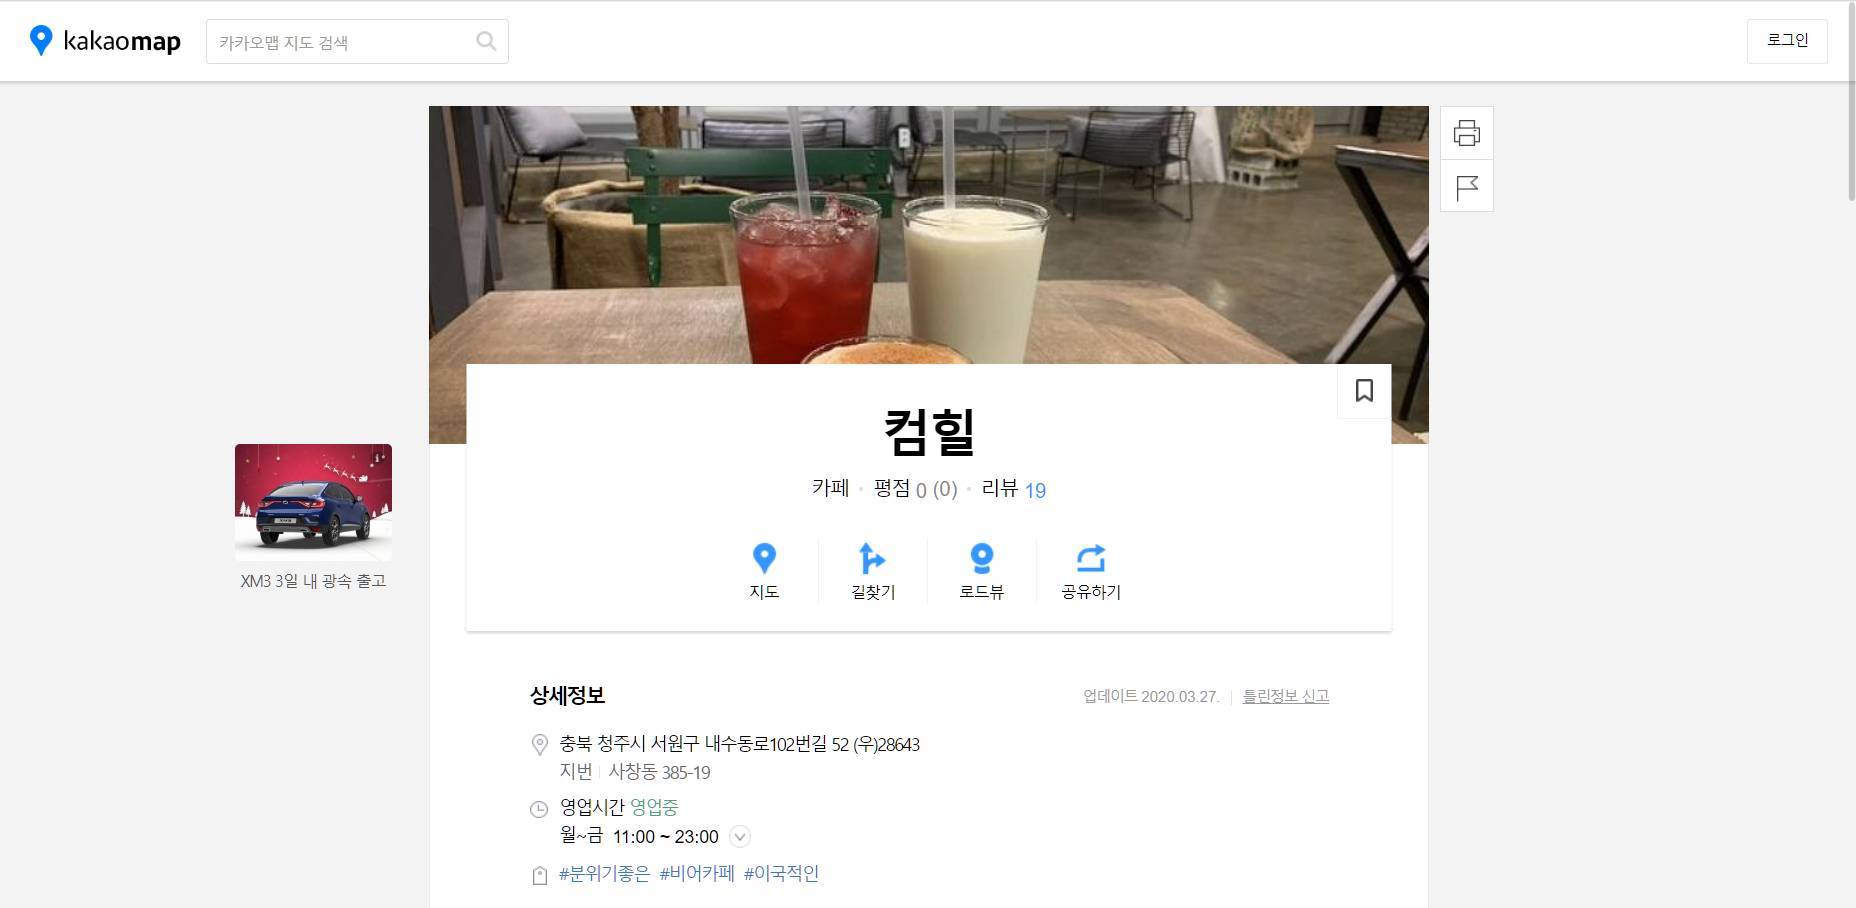 kakaomap
카카오맵 지도 검색
로그인
컴힐
카페 · 평점 0 (0) · 리뷰 19
지도
길찾기
로드뷰
공유하기
XM3 3일 내 광속 출고
상세정보
업데이트 2020.03.27. | 틀린정보 신고
충북 청주시 서원구 내수동로102번길 52 (우)28643
지번 | 사창동 385-19
영업시간 영업중
월~금 11:00 ~ 23:00
#분위기좋은 #비어카페 #이국적인